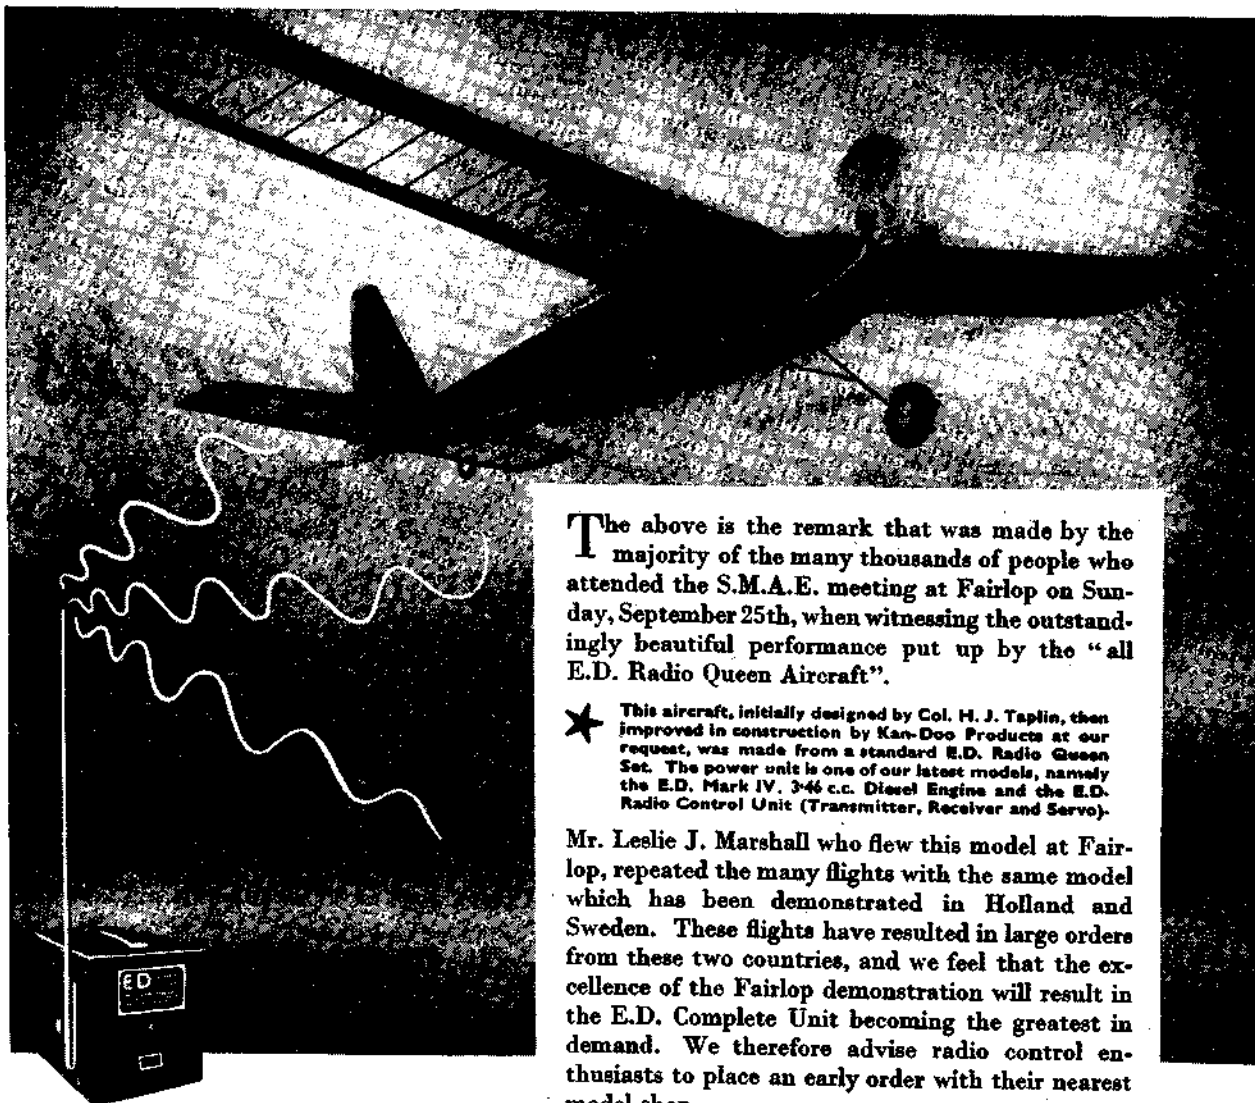 The above is the remark that was made by the
majority of the many thousands of people who
attended the S.M.A.E. meeting at Fairlop on Sun-
day, September 25th, when witnessing the outstand-
ingly beautiful performance put up by the “all
E.D. Radio Queen Aircraft”.
This aircraft, initially designed by Col. H. J. Taplin, then
improved in construction by Kan-Doo Products at our
request, was made from a standard E.D. Radio Queen
Set. The power unit is one of our latest models, namely
the E.D. Mark IV. 3·46 c.c. Diesel Engine and the E.D.
Radio Control Unit (Transmitter, Receiver and Servo).
Mr. Leslie J. Marshall who flew this model at Fair-
lop, repeated the many flights with the same model
which has been demonstrated in Holland and
Sweden. These flights have resulted in large orders
from these two countries, and we feel that the ex-
cellence of the Fairlop demonstration will result in
the E.D. Complete Unit becoming the greatest in
demand. We therefore advise radio control en-
thusiasts to place an early order with their nearest
model shop.
ED